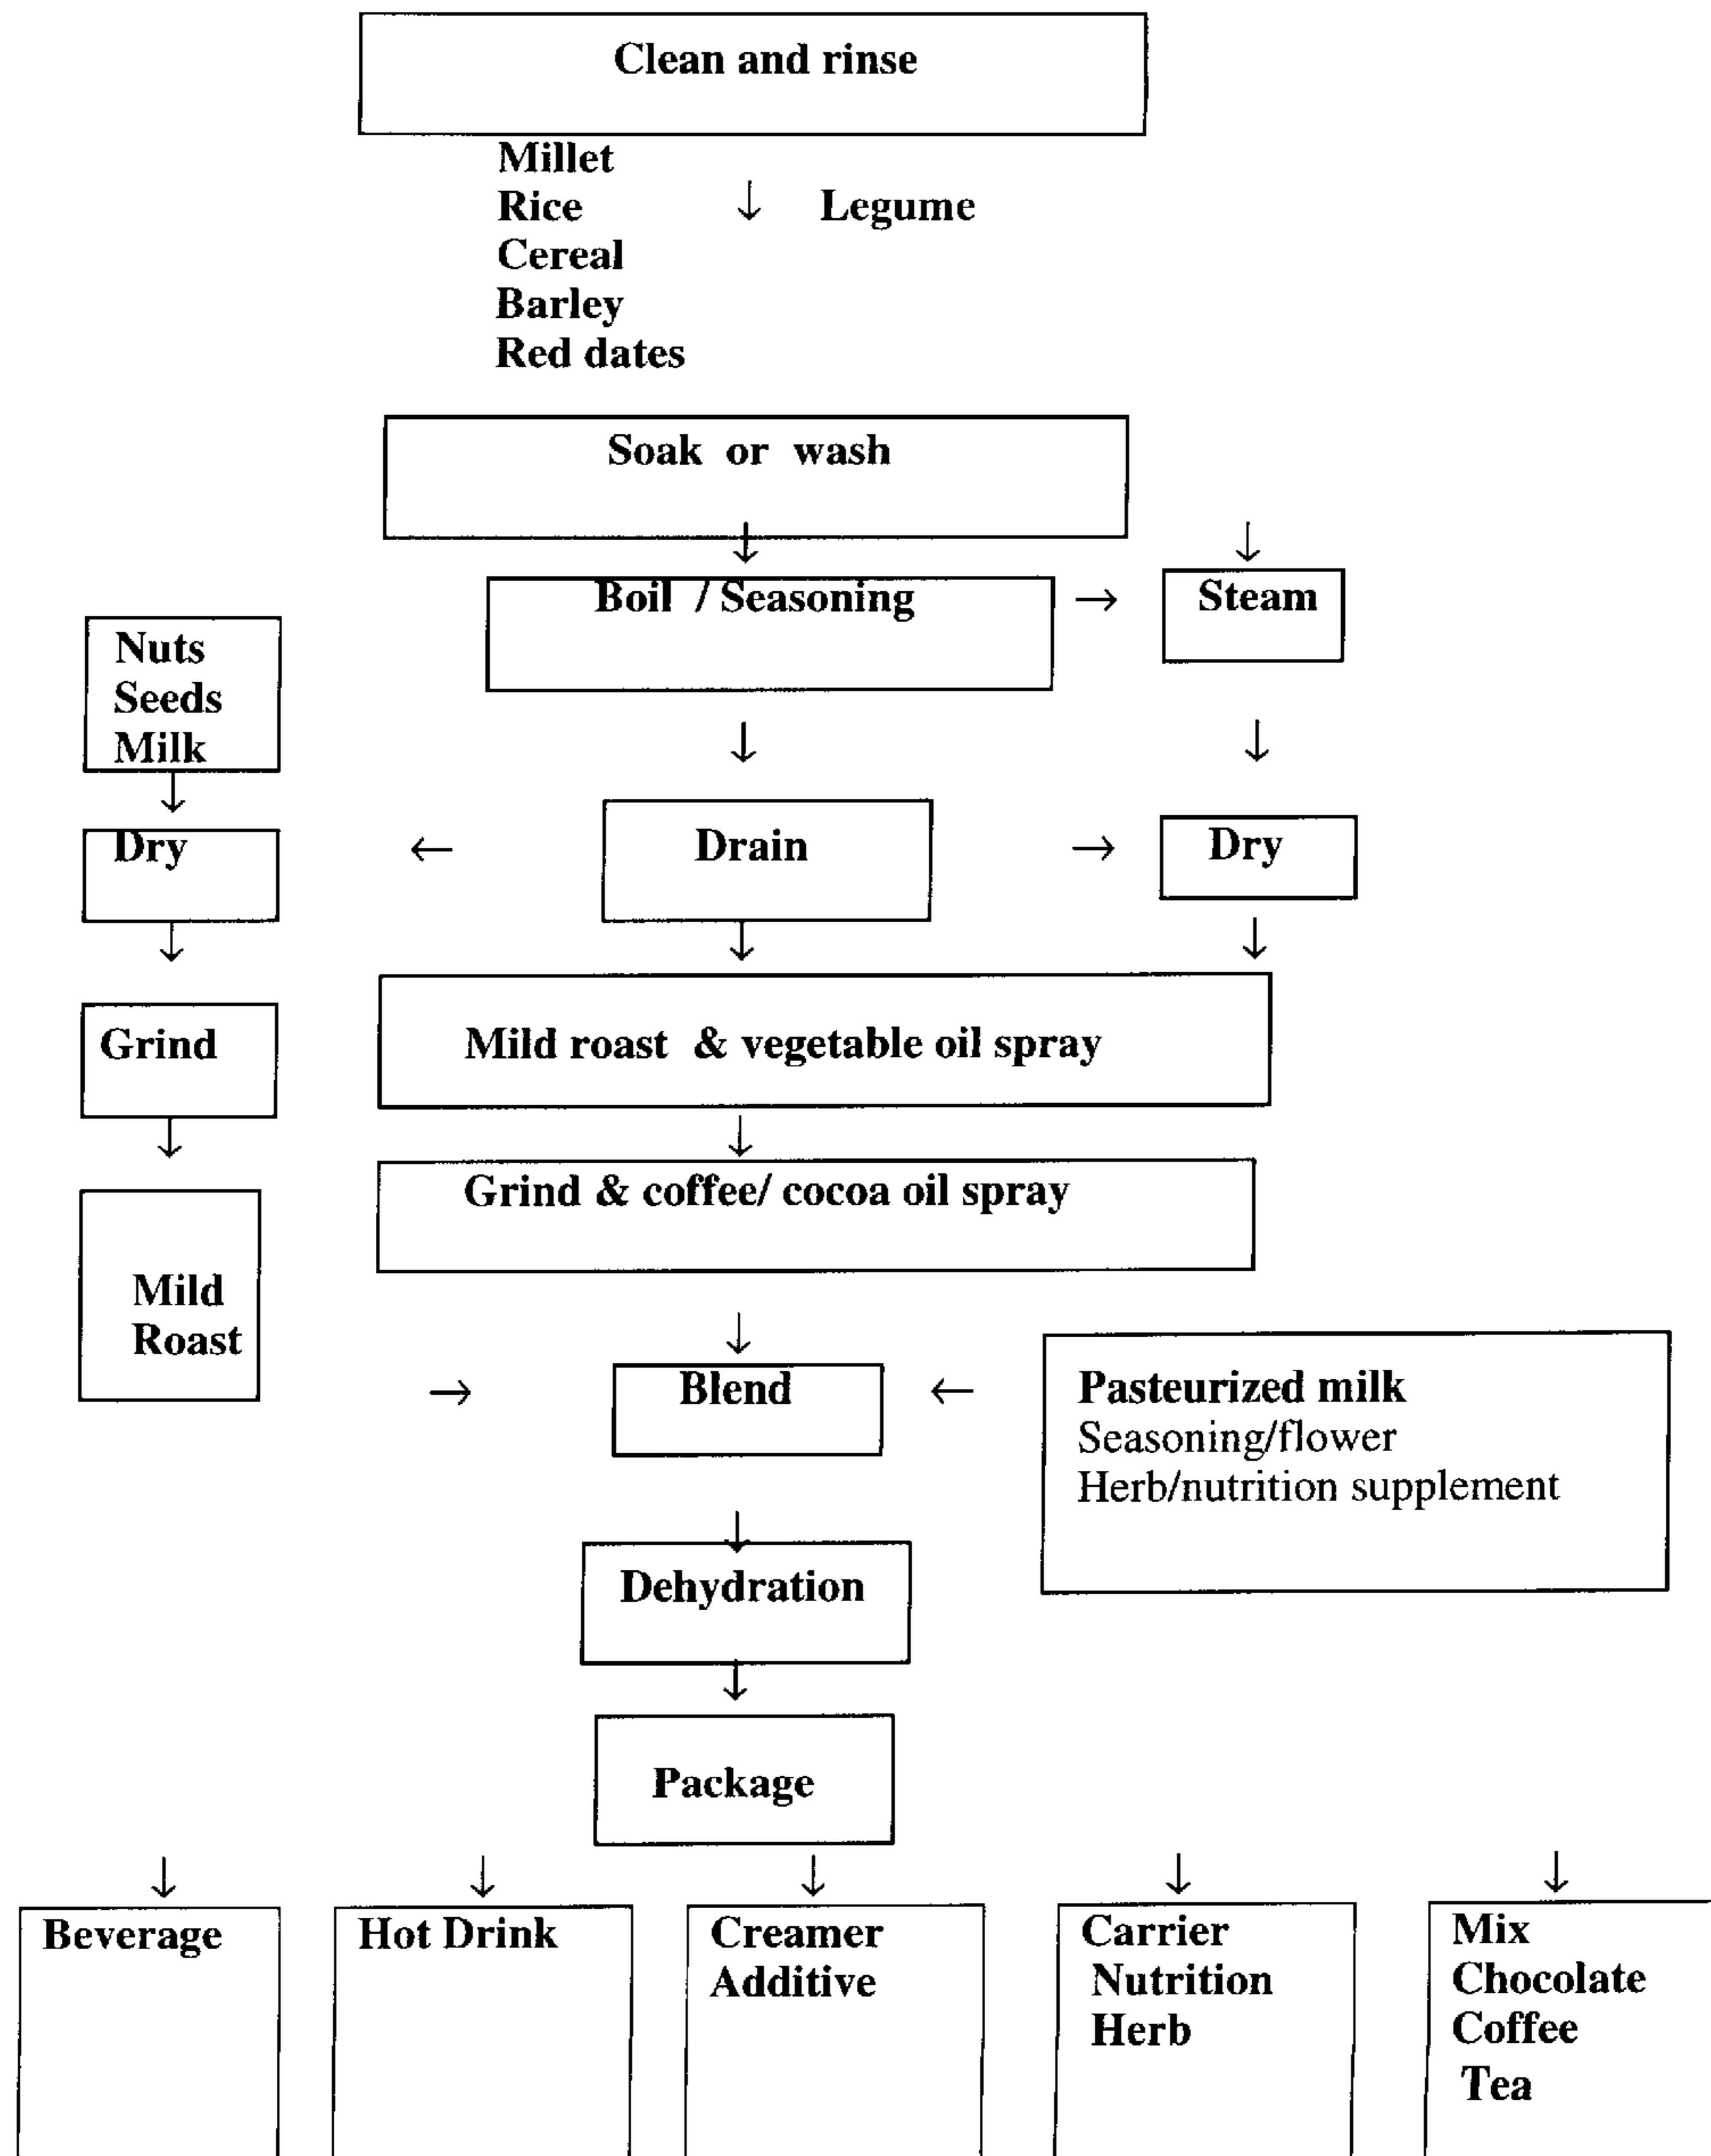 Clean and rinse
Millet
Rice ↓ Legume
Cereal
Barley
Red dates
Soak or wash
↓ ↓
Boil / Seasoning → Steam
Nuts
Seeds
Milk
↓ ↓
↓
Dry ← Drain → Dry
↓ ↓ ↓
Grind
Mild roast & vegetable oil spray
↓ ↓
Grind & coffee/ cocoa oil spray
Mild
Roast
↓
→ Blend ←
Pasteurized milk
Seasoning/flower
Herb/nutrition supplement
↓
Dehydration
↓
Package
↓ ↓ ↓ ↓ ↓
Beverage
Hot Drink
Creamer
Additive
Carrier
Nutrition
Herb
Mix
Chocolate
Coffee
Tea